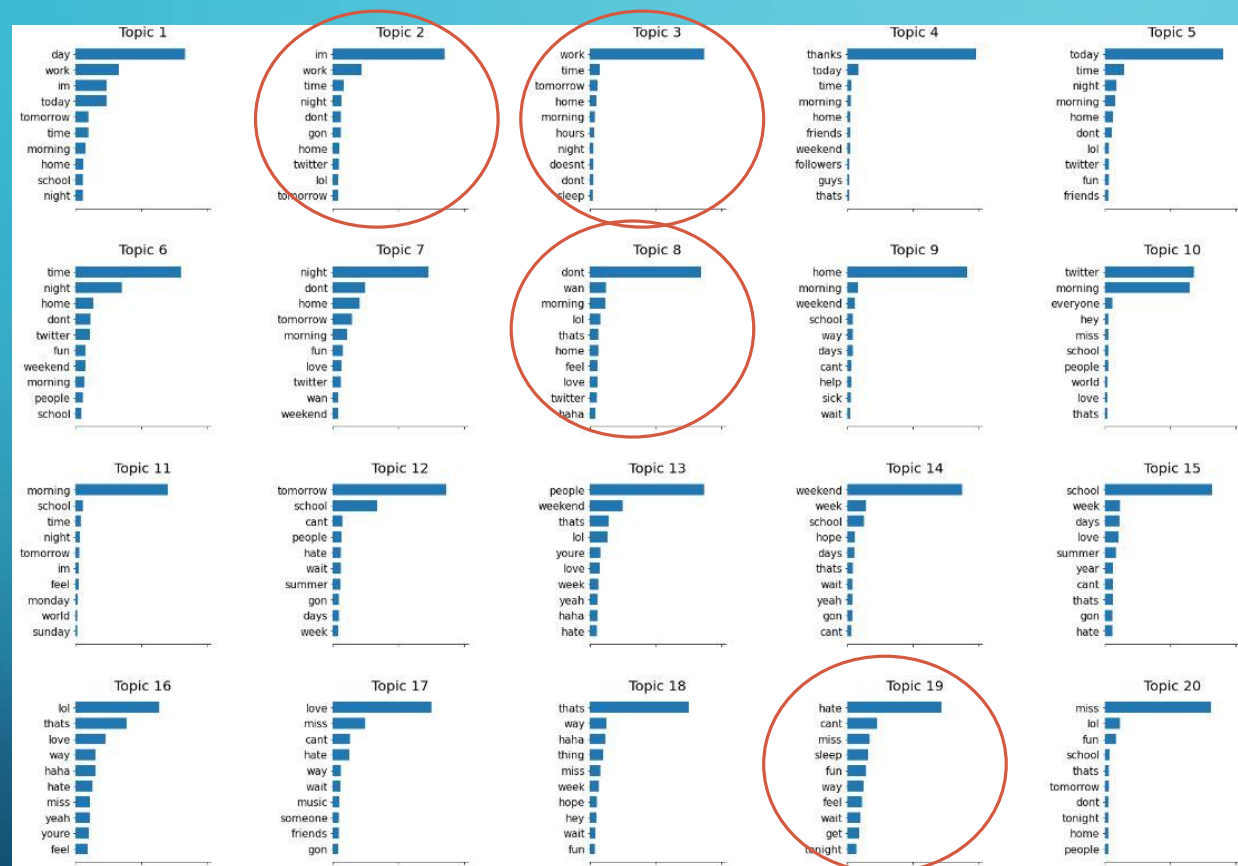 Topic 1
day
work
im
today
tomorrow
time
morning
home
school
night
Topic 2
im
work
time
night
dont
gon
home
twitter
lol
tomorrow
Topic 3
work
time
tomorrow
home
morning
hours
night
doesnt
dont
sleep
Topic 4
thanks
today
time
morning
home
friends
weekend
followers
guys
thats
Topic 5
today
time
night
morning
home
dont
lol
twitter
fun
friends
Topic 6
time
night
home
dont
twitter
fun
weekend
morning
people
school
Topic 7
night
dont
home
tomorrow
morning
fun
love
twitter
wan
weekend
Topic 8
dont
wan
morning
lol
thats
home
feel
love
twitter
haha
Topic 9
home
morning
weekend
school
way
days
cant
help
sick
wait
Topic 10
twitter
morning
everyone
hey
miss
school
people
world
love
thats
Topic 11
morning
school
time
night
tomorrow
im
feel
monday
world
sunday
Topic 12
tomorrow
school
cant
people
hate
wait
summer
gon
days
week
Topic 13
people
weekend
thats
lol
youre
love
week
yeah
haha
hate
Topic 14
weekend
week
school
hope
days
thats
wait
yeah
gon
cant
Topic 15
school
week
days
love
summer
year
cant
thats
gon
hate
Topic 16
lol
thats
love
way
haha
hate
miss
yeah
youre
feel
Topic 17
love
miss
cant
hate
way
wait
music
someone
friends
gon
Topic 18
thats
way
haha
thing
miss
week
hope
hey
wait
fun
Topic 19
hate
cant
miss
sleep
fun
way
feel
wait
get
tonight
Topic 20
miss
lol
fun
school
thats
tomorrow
dont
tonight
home
people